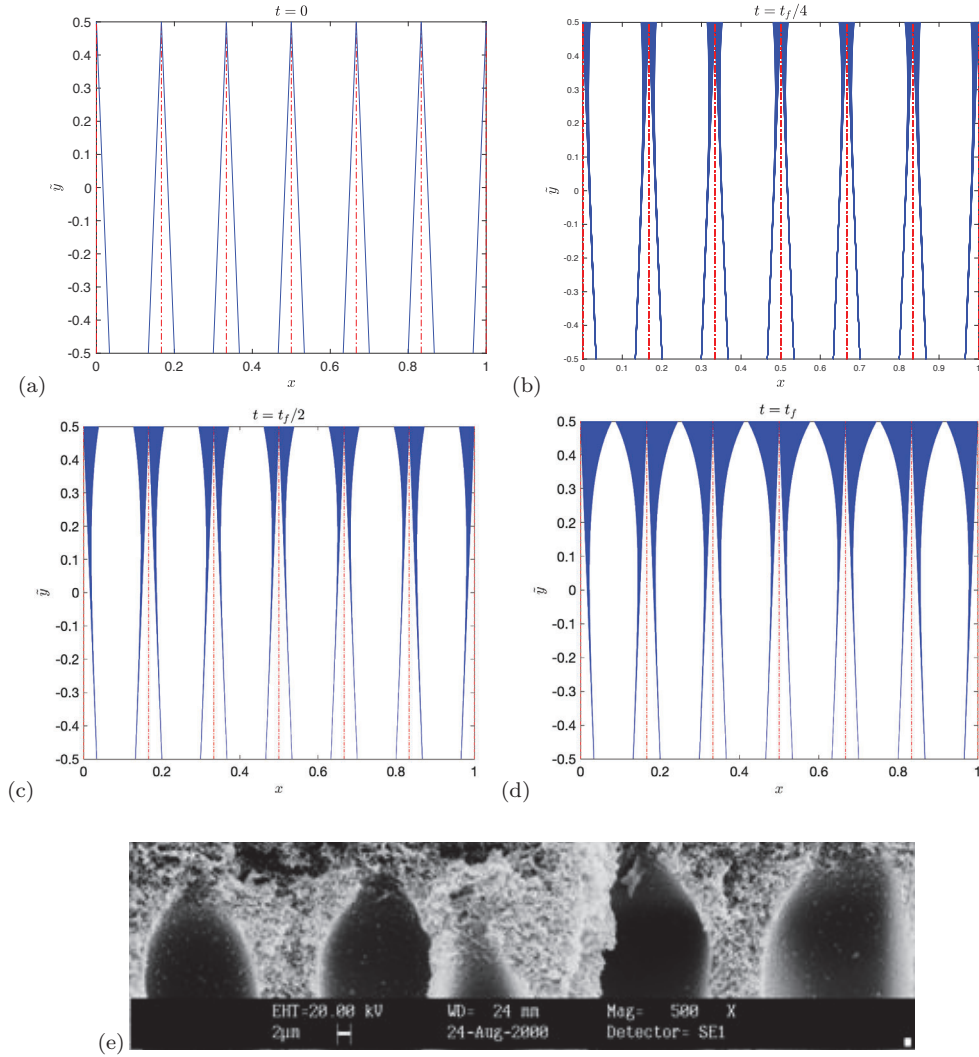 t = 0
0.5
0.4
0.3
0.2
0.1
0
-0.1
-0.2
-0.3
-0.4
-0.5
ỹ
0 0.2 0.4 0.6 0.8 1
x
(a)
t = t_f/4
0.5
0.4
0.3
0.2
0.1
0
-0.1
-0.2
-0.3
-0.4
-0.5
ỹ
0 0.1 0.2 0.3 0.4 0.5 0.6 0.7 0.8 0.9 1
x
(b)
t = t_f/2
0.5
0.4
0.3
0.2
0.1
0
-0.1
-0.2
-0.3
-0.4
-0.5
ỹ
0 0.2 0.4 0.6 0.8 1
x
(c)
t = t_f
0.5
0.4
0.3
0.2
0.1
0
-0.1
-0.2
-0.3
-0.4
-0.5
ỹ
0 0.2 0.4 0.6 0.8 1
x
(d)
EHT=20.00 kV WD= 24 mm Mag= 500 X
2μm 24-Aug-2000 Detector= SE1
(e)